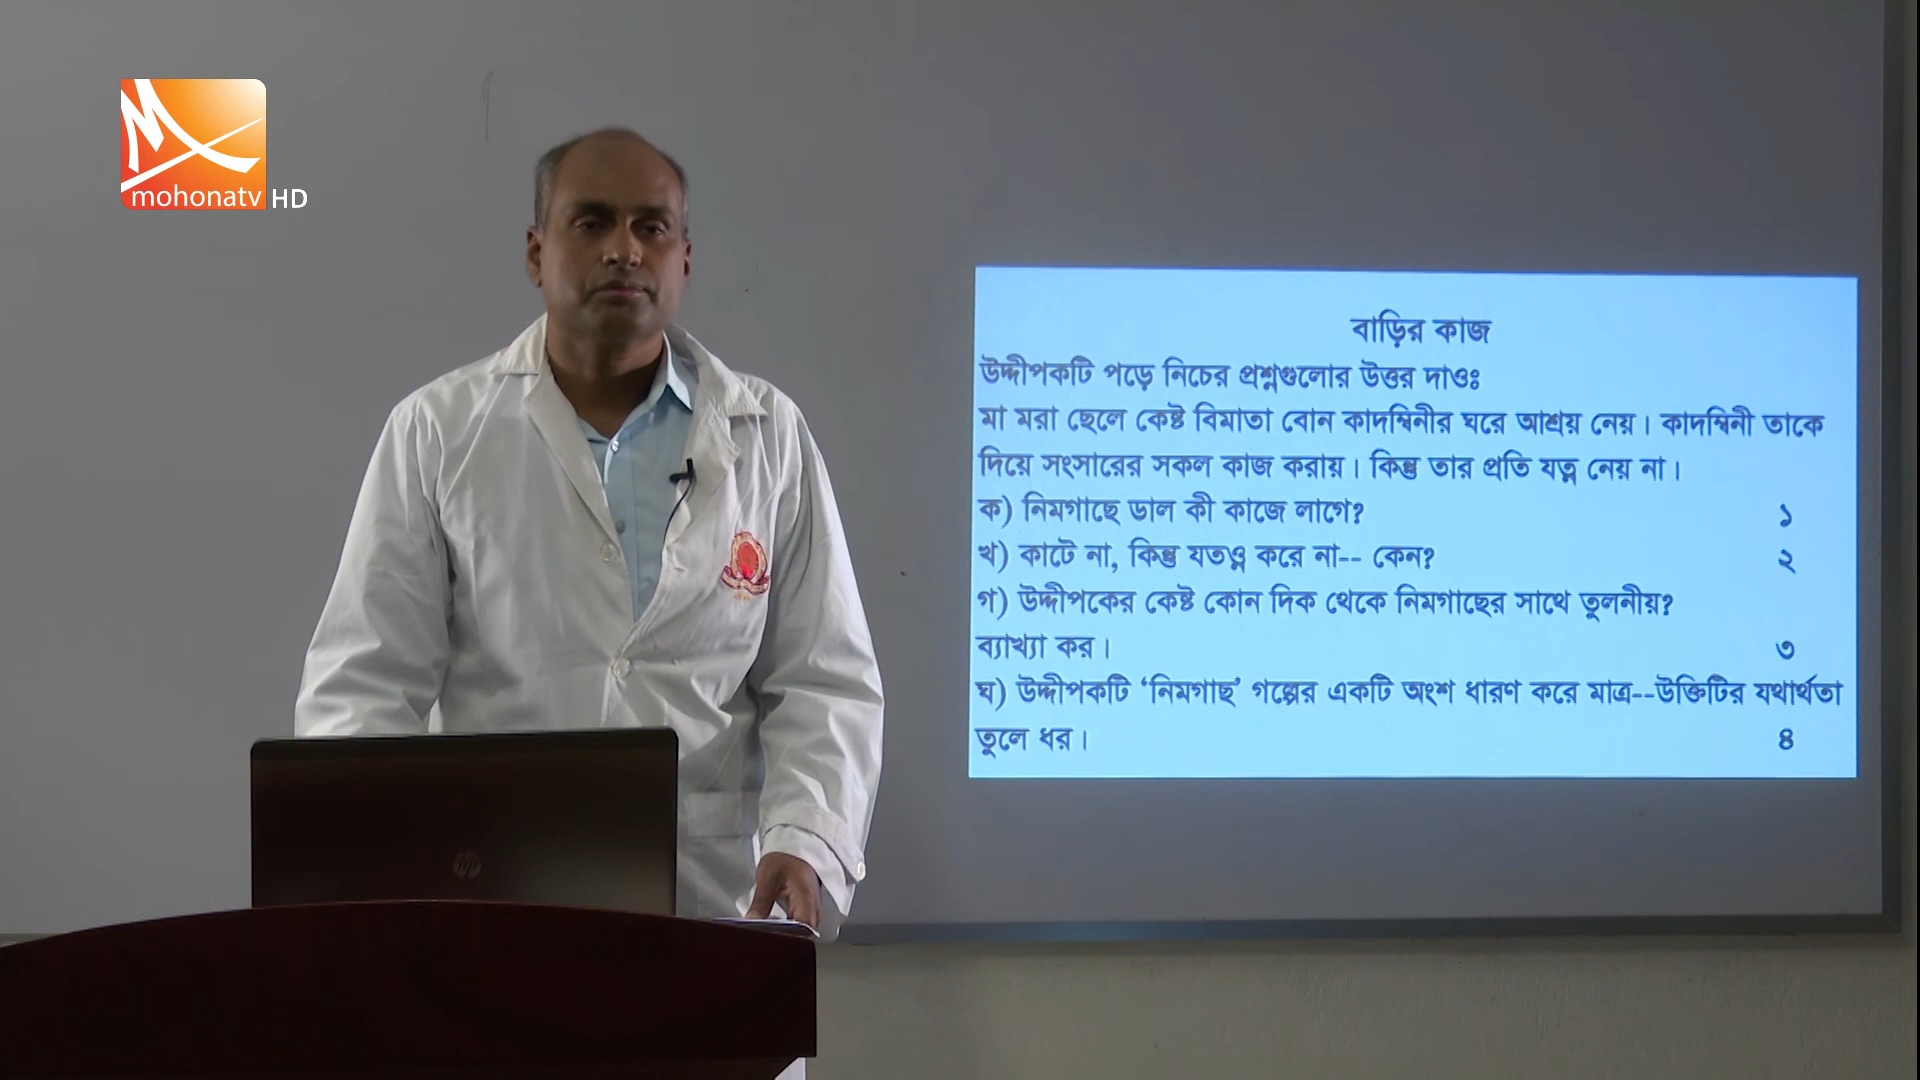 mohonatv HD
বাড়ির কাজ
উদ্দীপকটি পড়ে নিচের প্রশ্নগুলোর উত্তর দাওঃ
মা মরা ছেলে কেষ্ট বিমাতা বোন কাদম্বিনীর ঘরে আশ্রয় নেয়। কাদম্বিনী তাকে
দিয়ে সংসারের সকল কাজ করায়। কিন্তু তার প্রতি যত্ন নেয় না।
ক) নিমগাছে ডাল কী কাজে লাগে? ১
খ) কাটে না, কিন্তু যতত্ন করে না-- কেন? ২
গ) উদ্দীপকের কেষ্ট কোন দিক থেকে নিমগাছের সাথে তুলনীয়?
ব্যাখ্যা কর। ৩
ঘ) উদ্দীপকটি ‘নিমগাছ’ গল্পের একটি অংশ ধারণ করে মাত্র--উক্তিটির যথার্থতা
তুলে ধর। ৪
hp